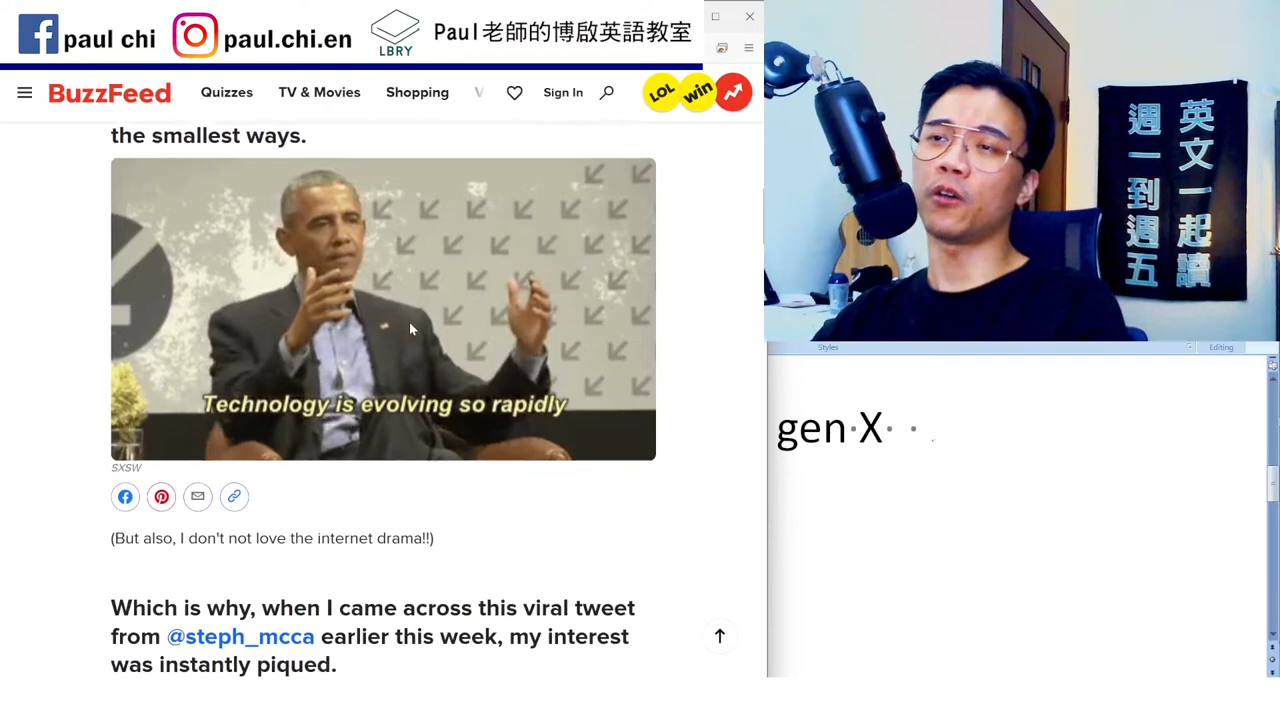 paul chi
paul.chi.en
LBRY
Paul老師的博啟英語教室
BuzzFeed
Quizzes
TV & Movies
Shopping
Sign In
LOL
win
the smallest ways.
Technology is evolving so rapidly
SXSW
(But also, I don't not love the internet drama!!)
Which is why, when I came across this viral tweet
from @steph_mcca earlier this week, my interest
was instantly piqued.
英文一起讀
週一到週五
Styles
Editing
gen X